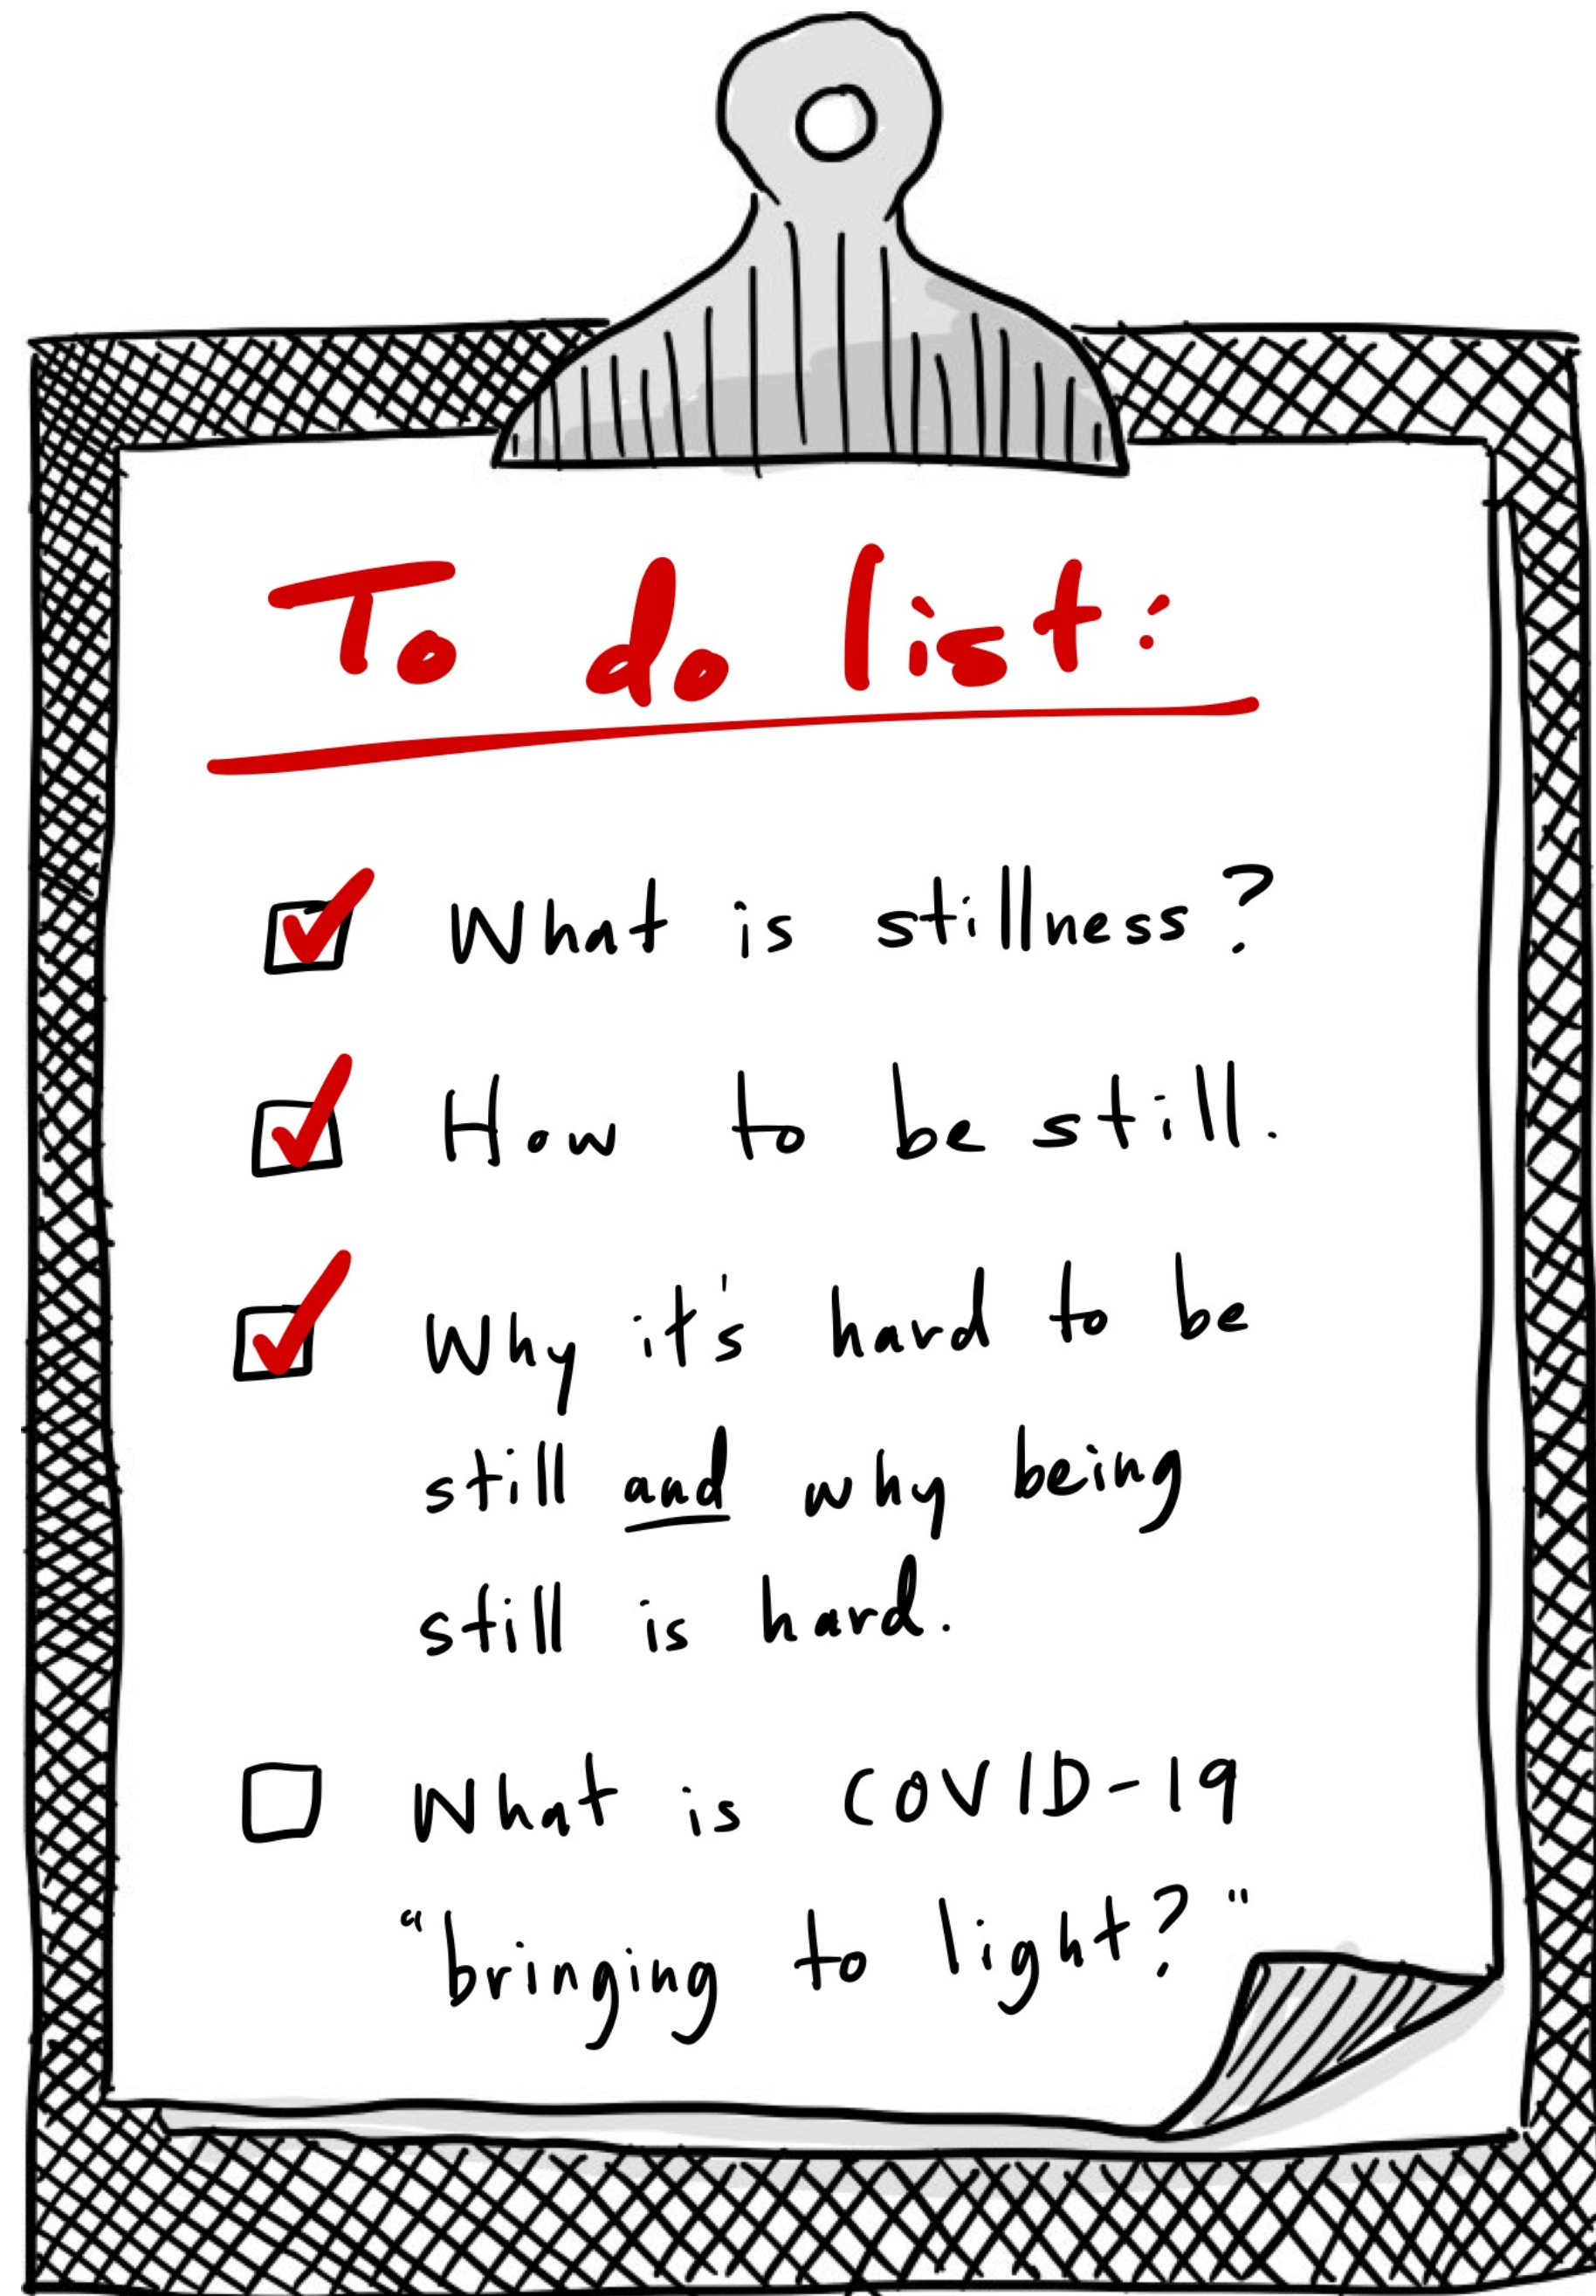 To do list:
What is stillness?
How to be still.
Why it's hard to be
still and why being
still is hard.
What is COVID-19
"bringing to light?"